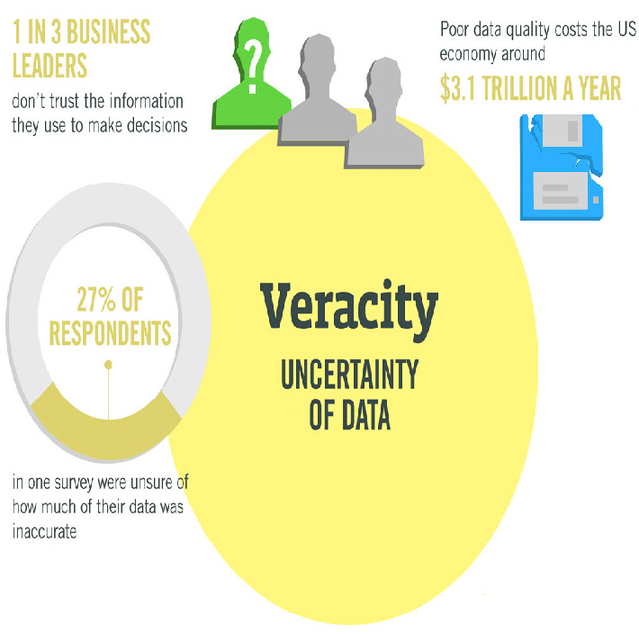 1 IN 3 BUSINESS
LEADERS
don't trust the information
they use to make decisions
?
Poor data quality costs the US
economy around
$3.1 TRILLION A YEAR
27% OF
RESPONDENTS
in one survey were unsure of
how much of their data was
inaccurate
Veracity
UNCERTAINTY
OF DATA